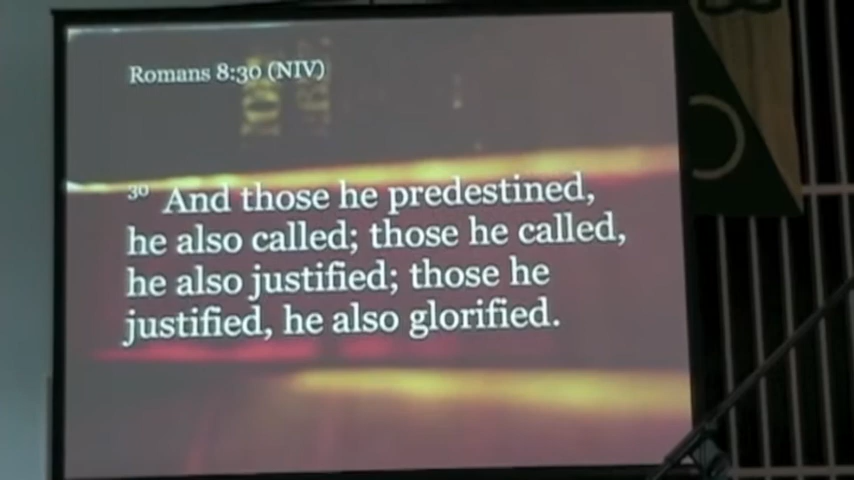 Romans 8:30 (NIV)
30 And those he predestined,
he also called; those he called,
he also justified; those he
justified, he also glorified.